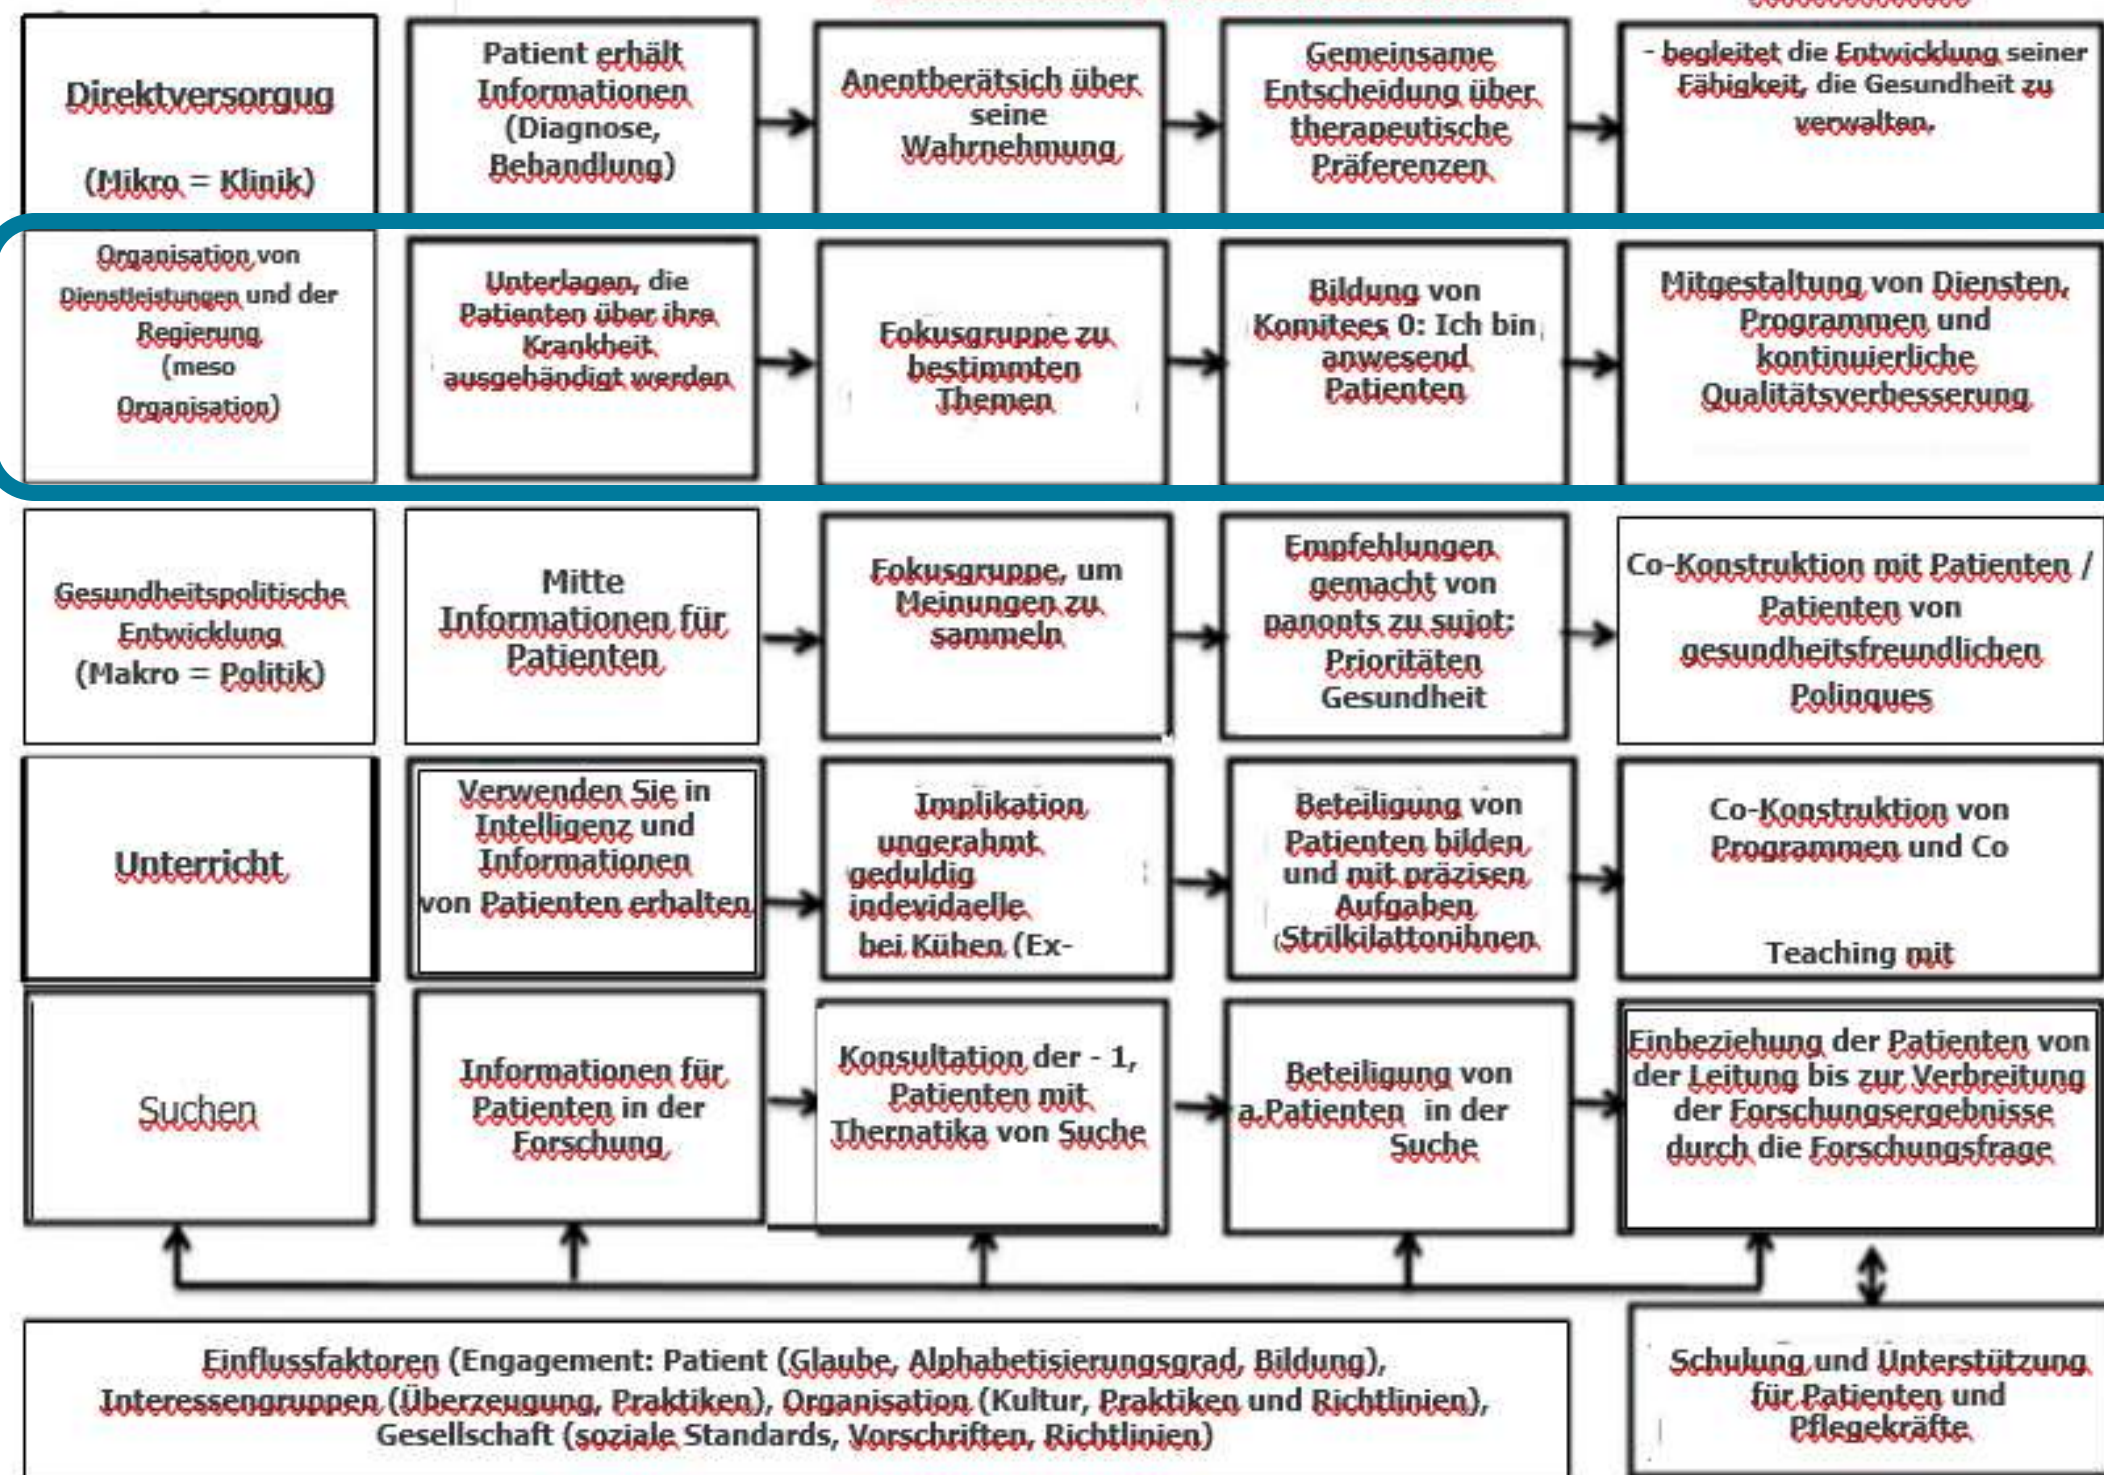 Direktversorgug
(Mikro = Klinik)
Patient erhält
Informationen
(Diagnose,
Behandlung)
Anentberätsich über
seine
Wahrnehmung
Gemeinsame
Entscheidung über
therapeutische
Präferenzen
- begleitet die Entwicklung seiner
Fähigkeit, die Gesundheit zu
verwalten.
Organisation von
Dienstleistungen und der
Regierung
(meso
Organisation)
Unterlagen, die
Patienten über ihre
Krankheit
ausgehändigt werden
Fokusgruppe zu
bestimmten
Themen
Bildung von
Komitees 0: Ich bin
anwesend
Patienten
Mitgestaltung von Diensten,
Programmen und
kontinuierliche
Qualitätsverbesserung
Gesundheitspolitische
Entwicklung
(Makro = Politik)
Mitte
Informationen für
Patienten
Fokusgruppe, um
Meinungen zu
sammeln
Empfehlungen
gemacht von
panonts zu sujot:
Prioritäten
Gesundheit
Co-Konstruktion mit Patienten /
Patienten von
gesundheitsfreundlichen
Polinques
Unterricht
Verwenden Sie in
Intelligenz und
Informationen
von Patienten erhalten
Implikation
ungerahmt
geduldig
indevidaelle
bei Kühen (Ex-
Beteiligung von
Patienten bilden
und mit präzisen
Aufgaben
(Strilkilattonihnen
Co-Konstruktion von
Programmen und Co
Teaching mit
Suchen
Informationen für
Patienten in der
Forschung
Konsultation der - 1,
Patienten mit
Thernatika von Suche
Beteiligung von
a.Patienten in der
Suche
Einbeziehung der Patienten von
der Leitung bis zur Verbreitung
der Forschungsergebnisse
durch die Forschungsfrage
Einflussfaktoren (Engagement: Patient (Glaube, Alphabetisierungsgrad, Bildung),
Interessengruppen (Überzeugung, Praktiken), Organisation (Kultur, Praktiken und Richtlinien),
Gesellschaft (soziale Standards, Vorschriften, Richtlinien)
Schulung und Unterstützung
für Patienten und
Pflegekräfte